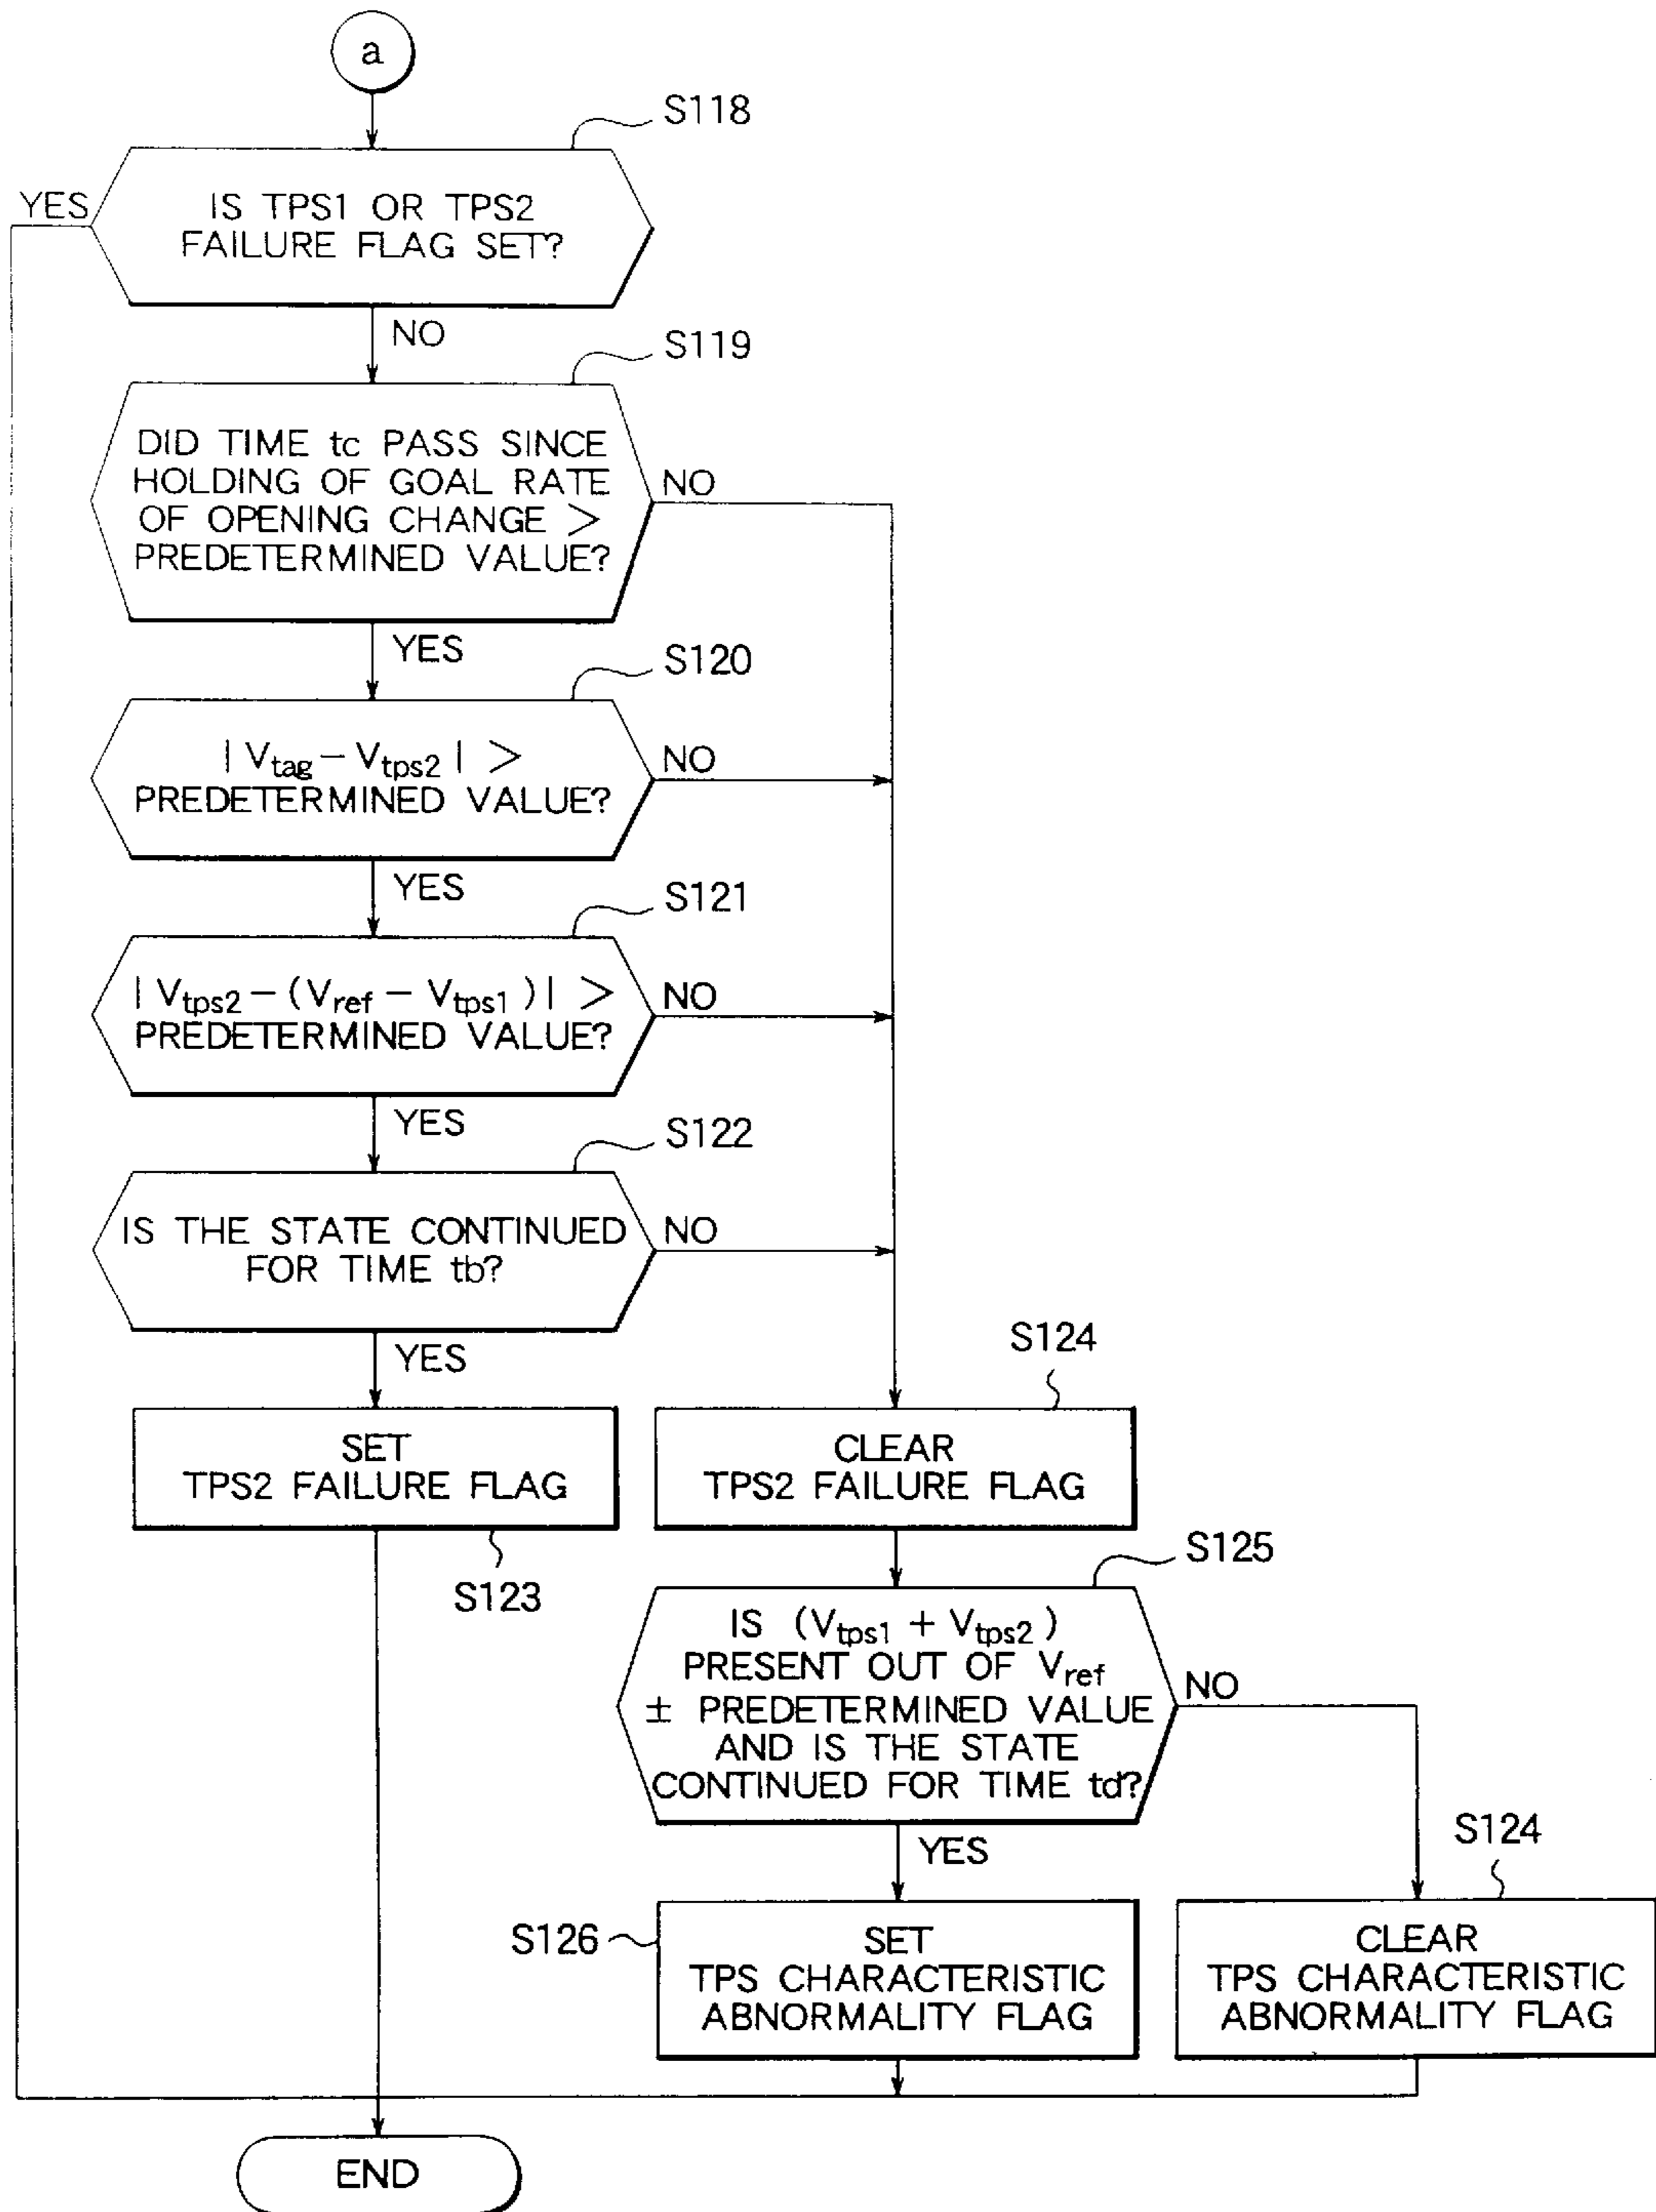 a
S118
YES
IS TPS1 OR TPS2
FAILURE FLAG SET?
NO
S119
DID TIME tc PASS SINCE
HOLDING OF GOAL RATE
OF OPENING CHANGE >
PREDETERMINED VALUE?
NO
YES
S120
| Vtag − Vtps2 | >
PREDETERMINED VALUE?
NO
YES
S121
| Vtps2 − (Vref − Vtps1 ) | >
PREDETERMINED VALUE?
NO
YES
S122
IS THE STATE CONTINUED
FOR TIME tb?
NO
YES
S124
SET
TPS2 FAILURE FLAG
CLEAR
TPS2 FAILURE FLAG
S123
S125
IS (Vtps1 + Vtps2 )
PRESENT OUT OF Vref
± PREDETERMINED VALUE
AND IS THE STATE
CONTINUED FOR TIME td?
NO
YES
S124
S126
SET
TPS CHARACTERISTIC
ABNORMALITY FLAG
CLEAR
TPS CHARACTERISTIC
ABNORMALITY FLAG
END